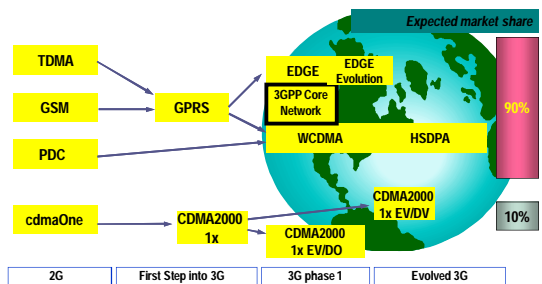 Expected market share
TDMA
EDGE
EDGE
Evolution
90%
GSM
GPRS
3GPP Core
Network
PDC
WCDMA
HSDPA
cdmaOne
CDMA2000
1x
CDMA2000
1x EV/DV
10%
CDMA2000
1x EV/DO
2G
First Step into 3G
3G phase 1
Evolved 3G